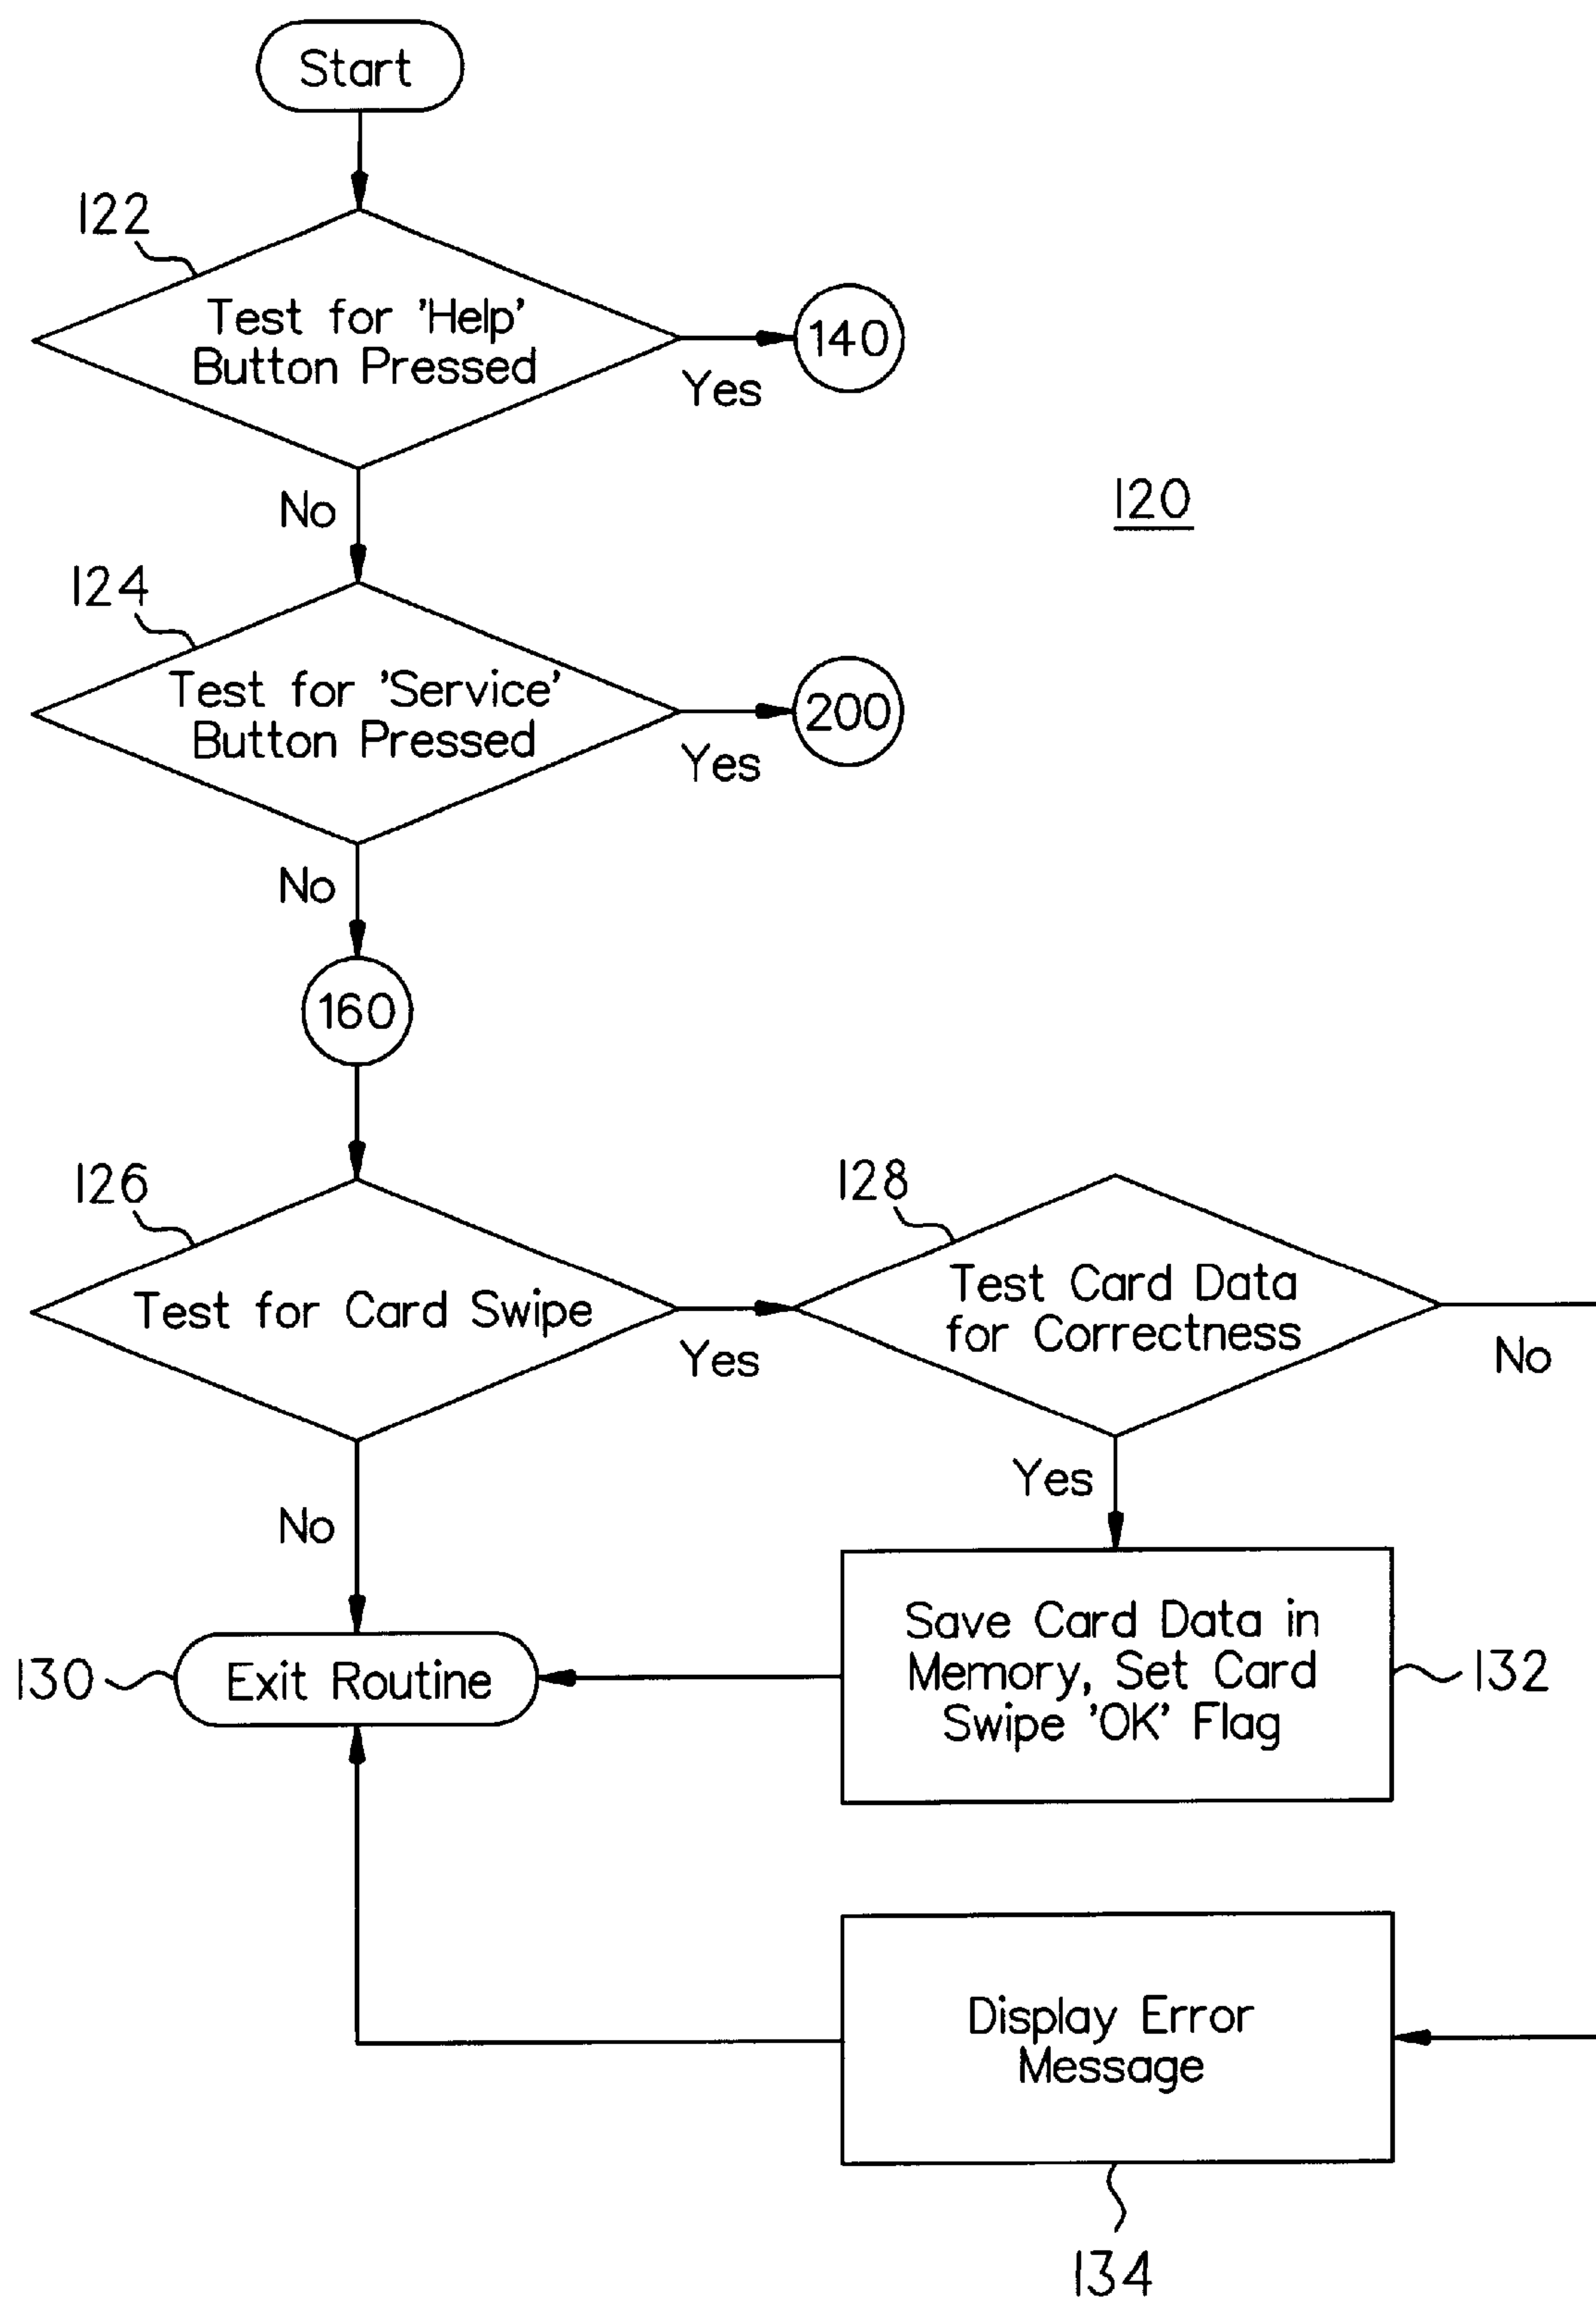 Start
122
Test for 'Help'
Button Pressed
140
Yes
No
120
124
Test for 'Service'
Button Pressed
200
Yes
No
160
126
Test for Card Swipe
Yes
128
Test Card Data
for Correctness
No
Yes
No
130
Exit Routine
Save Card Data in
Memory, Set Card
Swipe 'OK' Flag
132
Display Error
Message
134